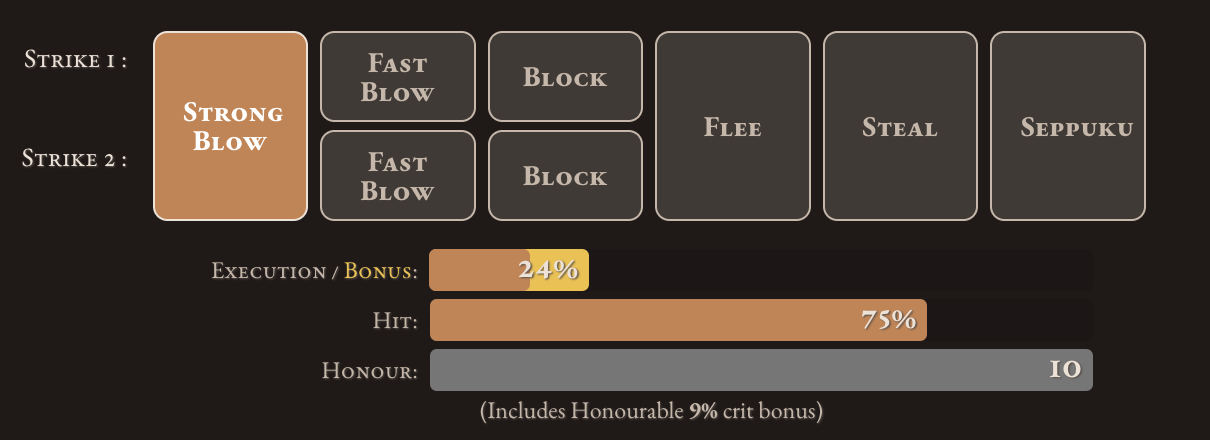 Strike 1 :
Strong
Blow
Fast
Blow
Block
Flee
Steal
Seppuku
Strike 2 :
Fast
Blow
Block
Execution / Bonus: 24%
Hit: 75%
Honour: 10
(Includes Honourable 9% crit bonus)